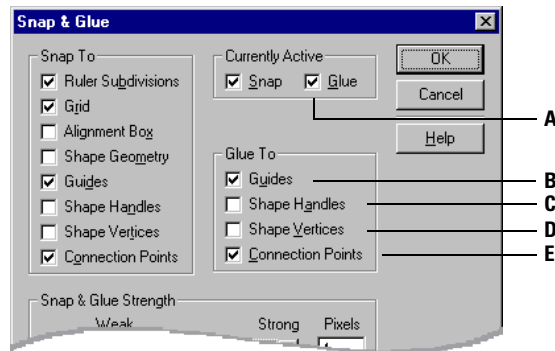 Snap & Glue
Snap To
Ruler Subdivisions
Grid
Alignment Box
Shape Geometry
Guides
Shape Handles
Shape Vertices
Connection Points
Currently Active
Snap Glue
Glue To
Guides
Shape Handles
Shape Vertices
Connection Points
OK
Cancel
Help
A
B
C
D
E
Snap & Glue Strength
Weak Strong Pixels